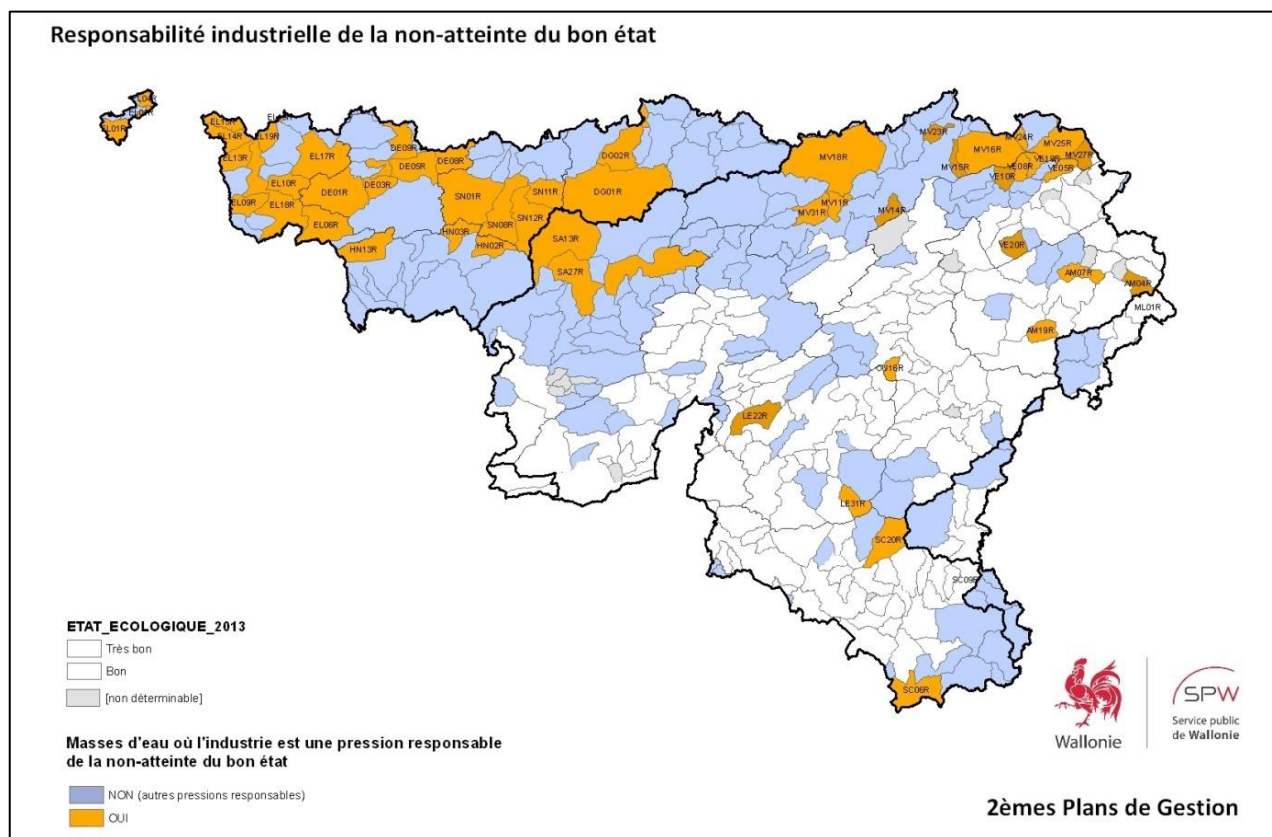 Responsabilité industrielle de la non-atteinte du bon état
EL01R
EL14R
EL19R
EL13R
EL17R
EL10R
EL09R
EL18R
EL06R
DE01R
DE03R
DE09R
DE05R
DE08R
SN01R
SN11R
SN12R
SN08R
HN03R
HN02R
HN13R
DG02R
DG01R
SA13R
SA27R
MV18R
MV11R
MV31R
MV14R
MV23R
MV24R
MV25R
MV16R
MV15R
MV27R
VE08R
VE10R
VE05R
VE20R
AM07R
AM04R
ML01R
AM19R
OU16R
LE22R
LE31R
SC20R
SC09R
SC06R
ETAT_ECOLOGIQUE_2013
Très bon
Bon
[non déterminable]
Masses d'eau où l'industrie est une pression responsable
de la non-atteinte du bon état
NON (autres pressions responsables)
OUI
Wallonie
SPW
Service public
de Wallonie
2èmes Plans de Gestion